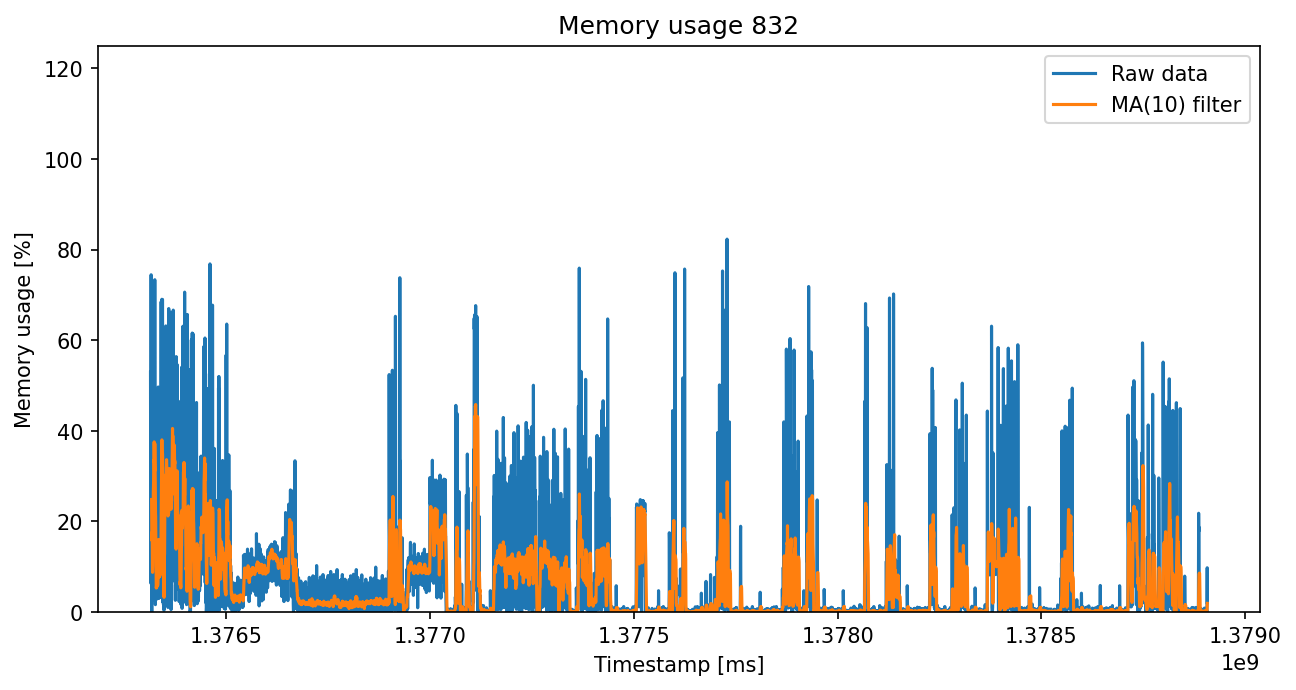 Memory usage 832
Raw data
MA(10) filter
Memory usage [%]
120
100
80
60
40
20
0
1.3765 1.3770 1.3775 1.3780 1.3785 1.3790
1e9
Timestamp [ms]